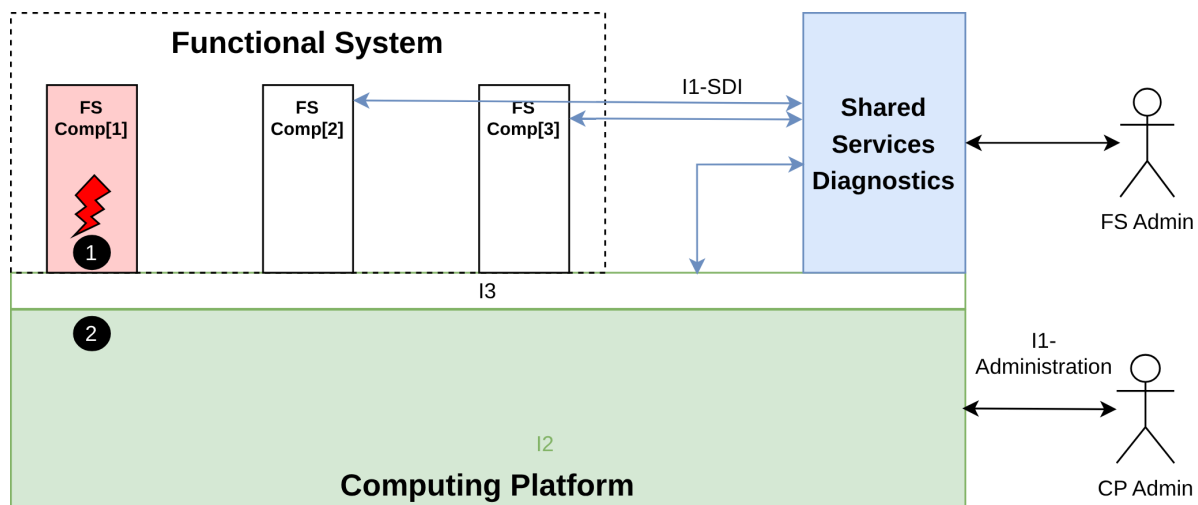 Functional System
FS
Comp[1]
FS
Comp[2]
FS
Comp[3]
I1-SDI
Shared
Services
Diagnostics
FS Admin
1
I3
2
I1-
Administration
I2
Computing Platform
CP Admin